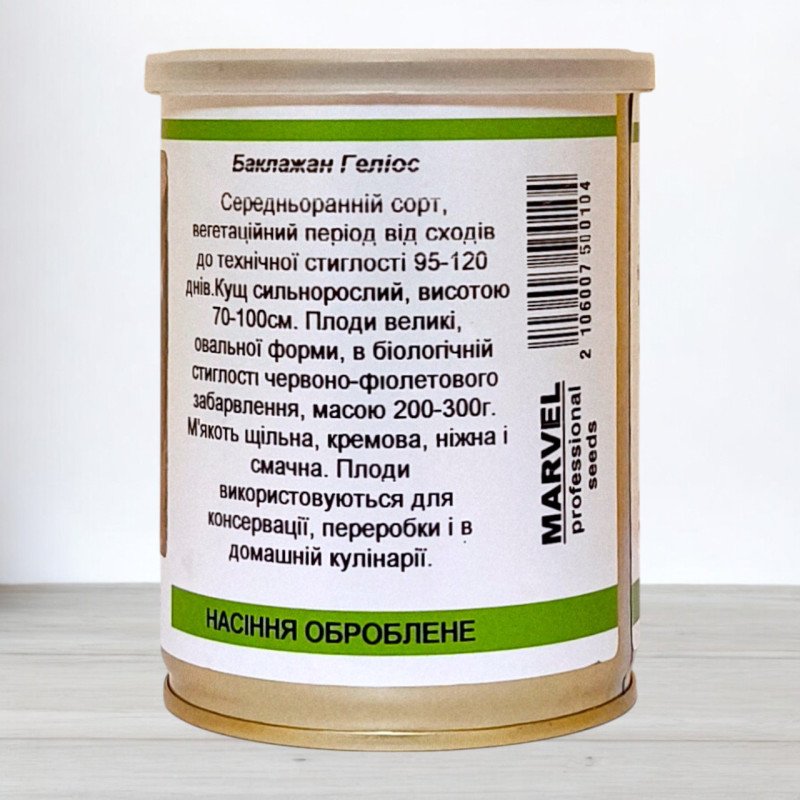 Баклажан Геліос
Середньоранній сорт,
вегетаційний період від сходів
до технічної стиглості 95-120
днів.Кущ сильнорослий, висотою
70-100см. Плоди великі,
овальної форми, в біологічній
стиглості червоно-фіолетового
забарвлення, масою 200-300г.
М'якоть щільна, кремова, ніжна і
смачна. Плоди
використовуються для
консервації, переробки і в
домашній кулінарії.
НАСІННЯ ОБРОБЛЕНЕ
2 106007 500104
MARVEL
professional
seeds